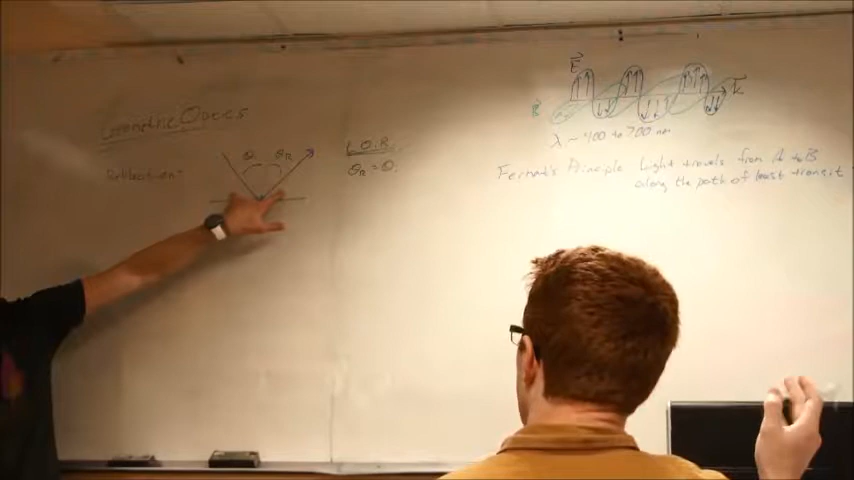 Geometric Optics
Reflection:
θ θR
L.O.R.
θR = θ
E
B
k
λ ~ 400 to 700 nm
Fermat's Principle Light travels from A to B
along the path of least transit